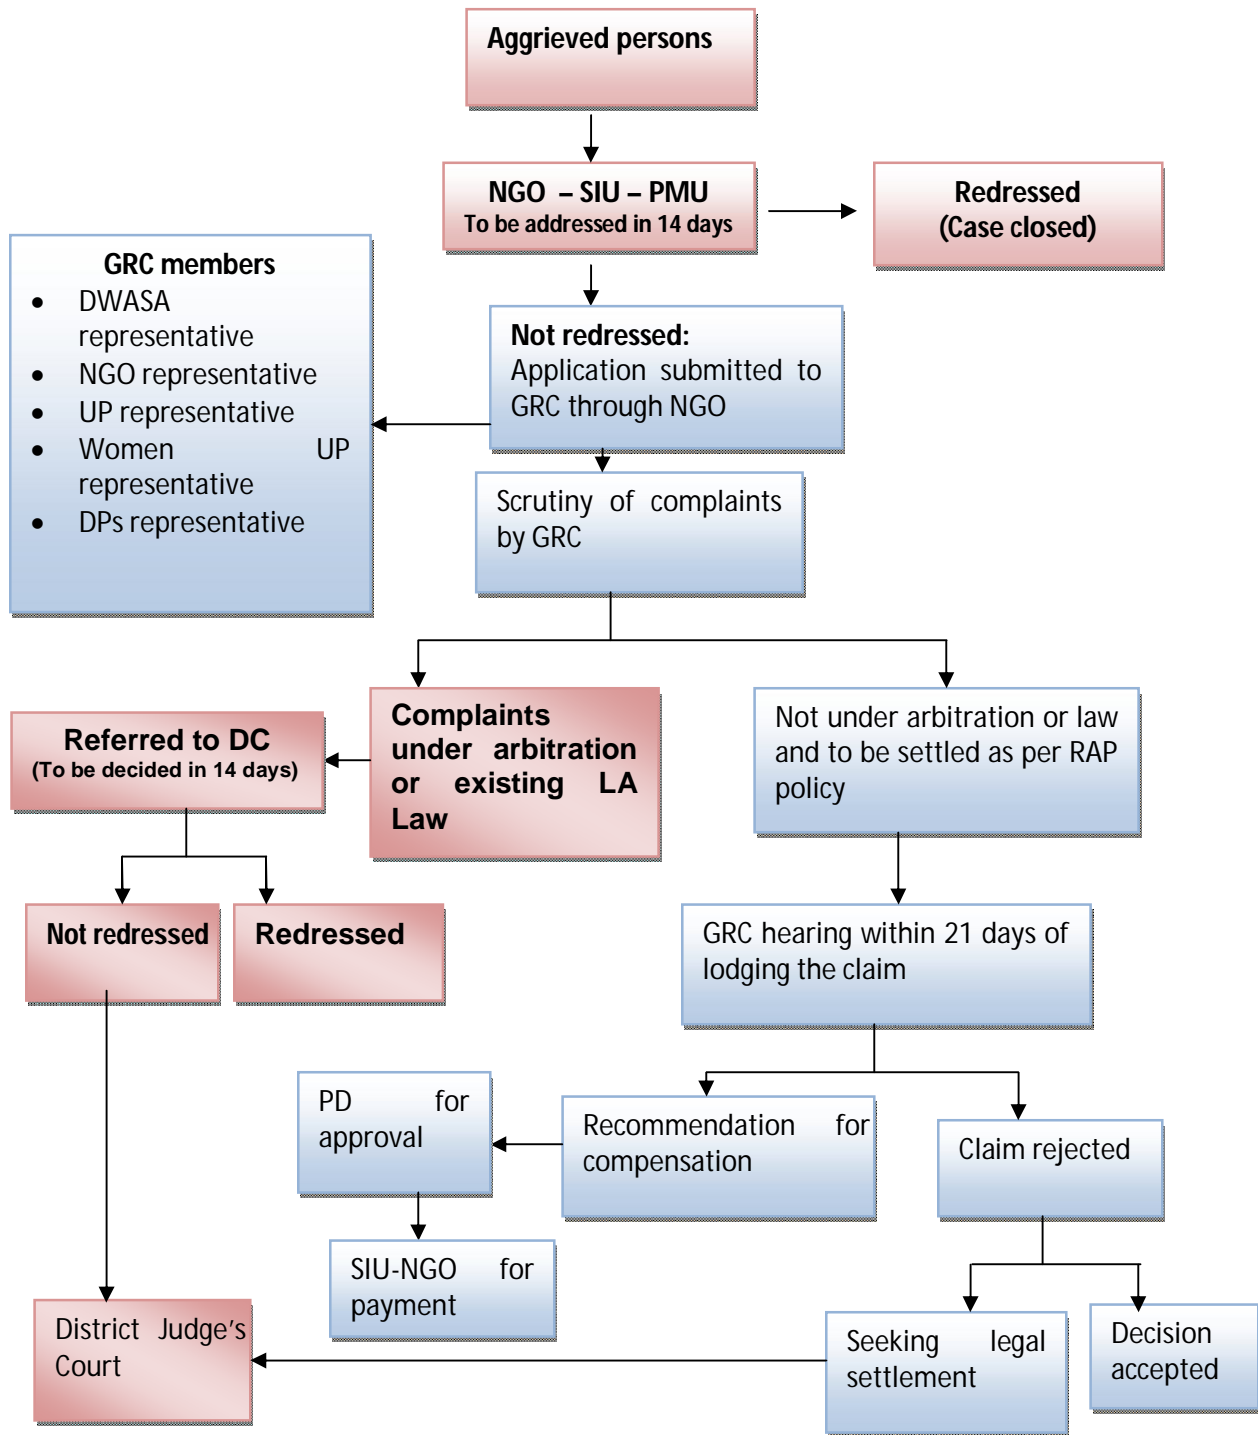 Aggrieved persons
NGO – SIU – PMU
To be addressed in 14 days
Redressed
(Case closed)
GRC members
• DWASA
representative
• NGO representative
• UP representative
• Women UP
representative
• DPs representative
Not redressed:
Application submitted to
GRC through NGO
Scrutiny of complaints
by GRC
Referred to DC
(To be decided in 14 days)
Complaints
under arbitration
or existing LA
Law
Not under arbitration or law
and to be settled as per RAP
policy
Not redressed
Redressed
GRC hearing within 21 days of
lodging the claim
PD for
approval
Recommendation for
compensation
Claim rejected
SIU-NGO for
payment
District Judge's
Court
Seeking legal
settlement
Decision
accepted